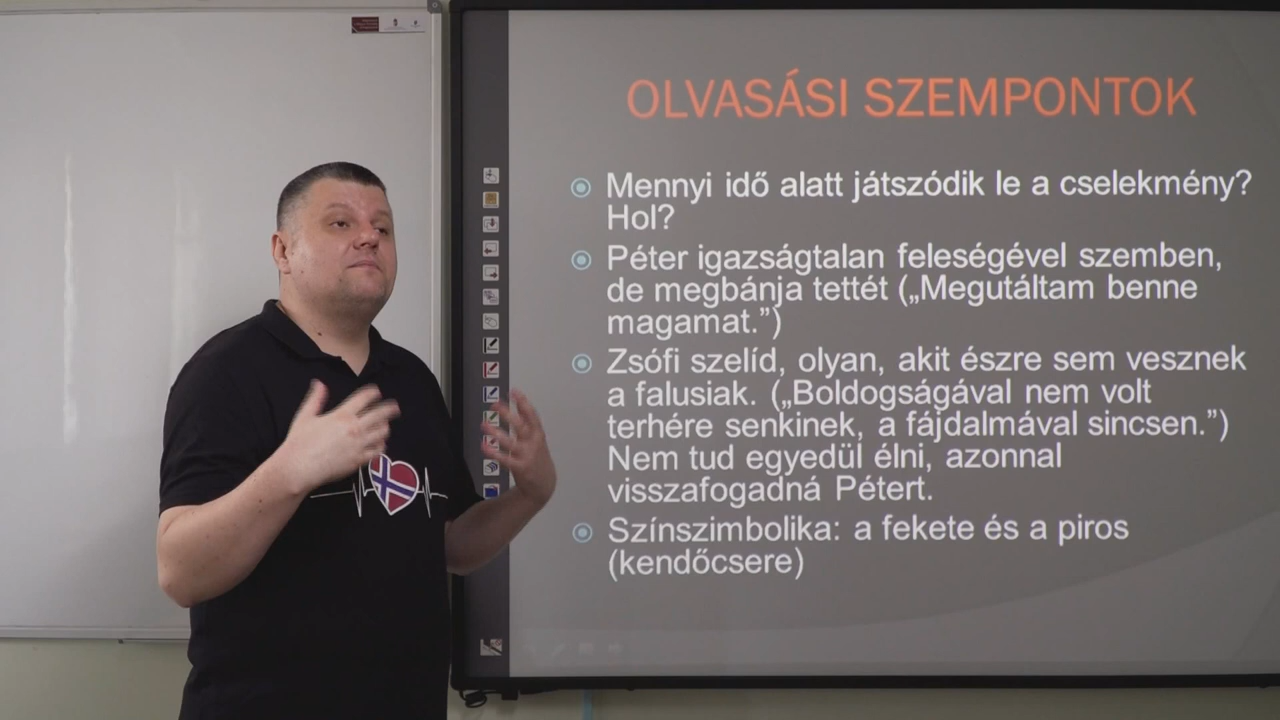 OLVASÁSI SZEMPONTOK
Mennyi idő alatt játszódik le a cselekmény?
Hol?
Péter igazságtalan feleségével szemben,
de megbánja tettét („Megutáltam benne
magamat.”)
Zsófi szelíd, olyan, akit észre sem vesznek
a falusiak. („Boldogságával nem volt
terhére senkinek, a fájdalmával sincsen.”)
Nem tud egyedül élni, azonnal
visszafogadná Pétert.
Színszimbolika: a fekete és a piros
(kendőcsere)